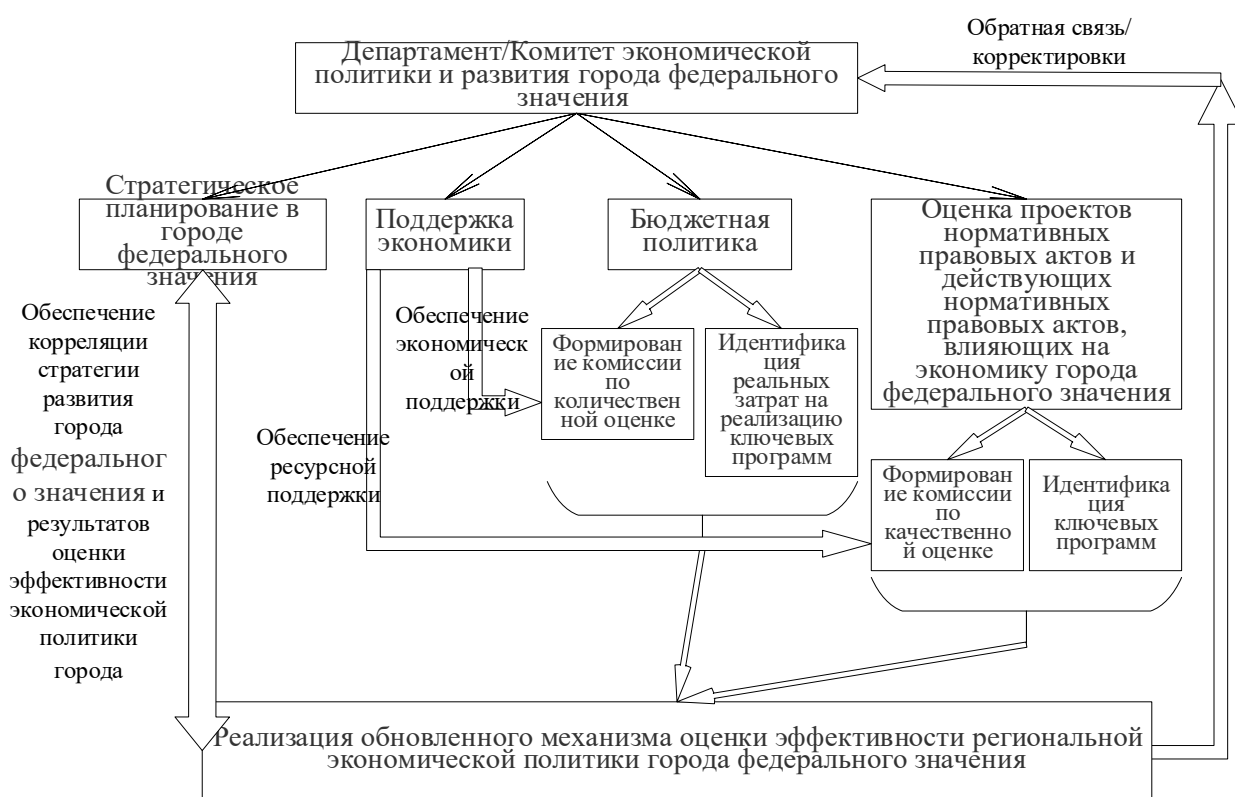 Обратная связь/
корректировки
Департамент/Комитет экономической
политики и развития города федерального
значения
Стратегическое
планирование в
городе
федерального
значения
Поддержка
экономики
Бюджетная
политика
Оценка проектов
нормативных
правовых актов и
действующих
нормативных
правовых актов,
влияющих на
экономику города
федерального значения
Обеспечение
корреляции
стратегии
развития
города
федеральног
о значения и
результатов
оценки
эффективности
экономической
политики
города
Обеспечение
экономическ
ой
поддержки
Формирован
ие комиссии
по
количествен
ной оценке
Идентифика
ция
реальных
затрат на
реализацию
ключевых
программ
Обеспечение
ресурсной
поддержки
Формирован
ие комиссии
по
качественно
й оценке
Идентифика
ция
ключевых
программ
Реализация обновленного механизма оценки эффективности региональной
экономической политики города федерального значения